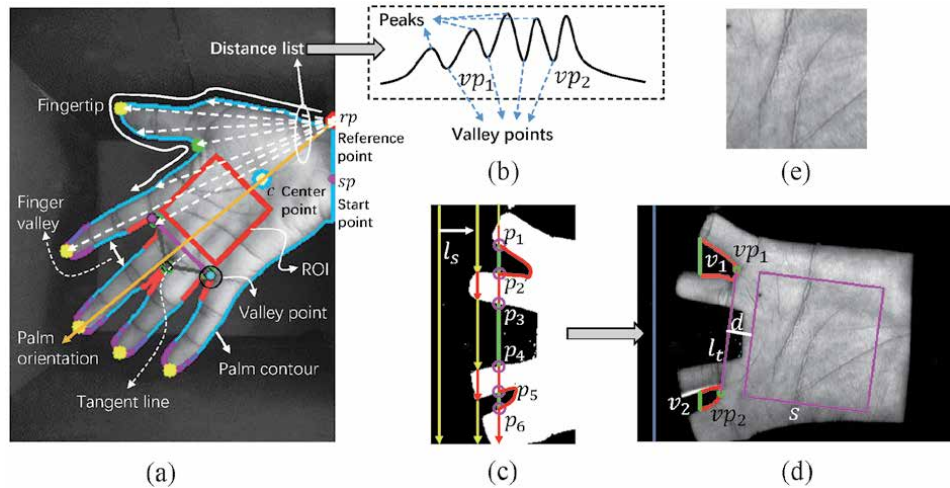 Distance list
Fingertip
rp
Reference
point
sp
Start
point
c Center
point
Finger
valley
ROI
Valley point
Palm
orientation
Palm contour
Tangent line
(a)
Peaks
vp1
vp2
Valley points
(b)
(e)
ls
p1
p2
p3
p4
p5
p6
(c)
v1
vp1
d
lt
v2
vp2
s
(d)